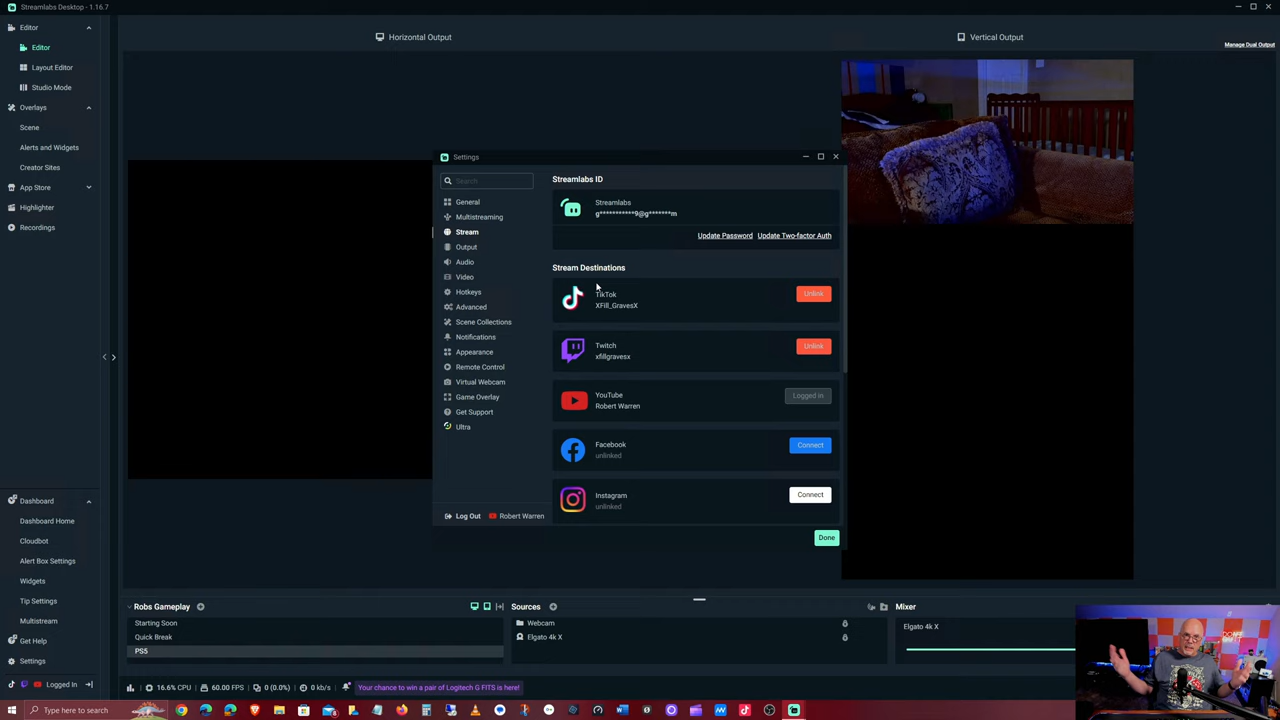 Streamlabs Desktop - 1.16.7
Editor
Editor
Layout Editor
Studio Mode
Overlays
Scene
Alerts and Widgets
Creator Sites
App Store
Highlighter
Recordings
Dashboard
Dashboard Home
Cloudbot
Alert Box Settings
Widgets
Tip Settings
Multistream
Get Help
Settings
Logged In
Horizontal Output
Vertical Output
Manage Dual Output
Settings
Search
General
Multistreaming
Stream
Output
Audio
Video
Hotkeys
Advanced
Scene Collections
Notifications
Appearance
Remote Control
Virtual Webcam
Game Overlay
Get Support
Ultra
Log Out Robert Warren
Streamlabs ID
Streamlabs
g***********9@g*******m
Update Password Update Two-factor Auth
Stream Destinations
TikTok
XFill_GravesX
Unlink
Twitch
xfillgravesx
Unlink
YouTube
Robert Warren
Logged in
Facebook
unlinked
Connect
Instagram
unlinked
Connect
Done
Robs Gameplay
Starting Soon
Quick Break
PS5
Sources
Webcam
Elgato 4k X
Mixer
Elgato 4k X
16.6% CPU 60.00 FPS 0 (0.0%) 0 kb/s Your chance to win a pair of Logitech G FITS is here!
Type here to search